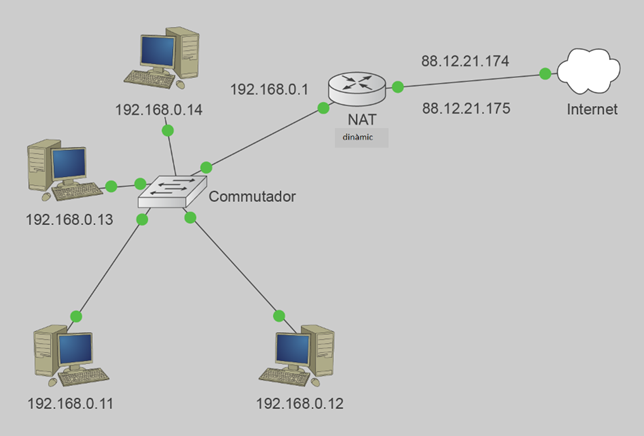 88.12.21.174
192.168.0.1
192.168.0.14
88.12.21.175
Internet
NAT
dinàmic
Commutador
192.168.0.13
192.168.0.11
192.168.0.12